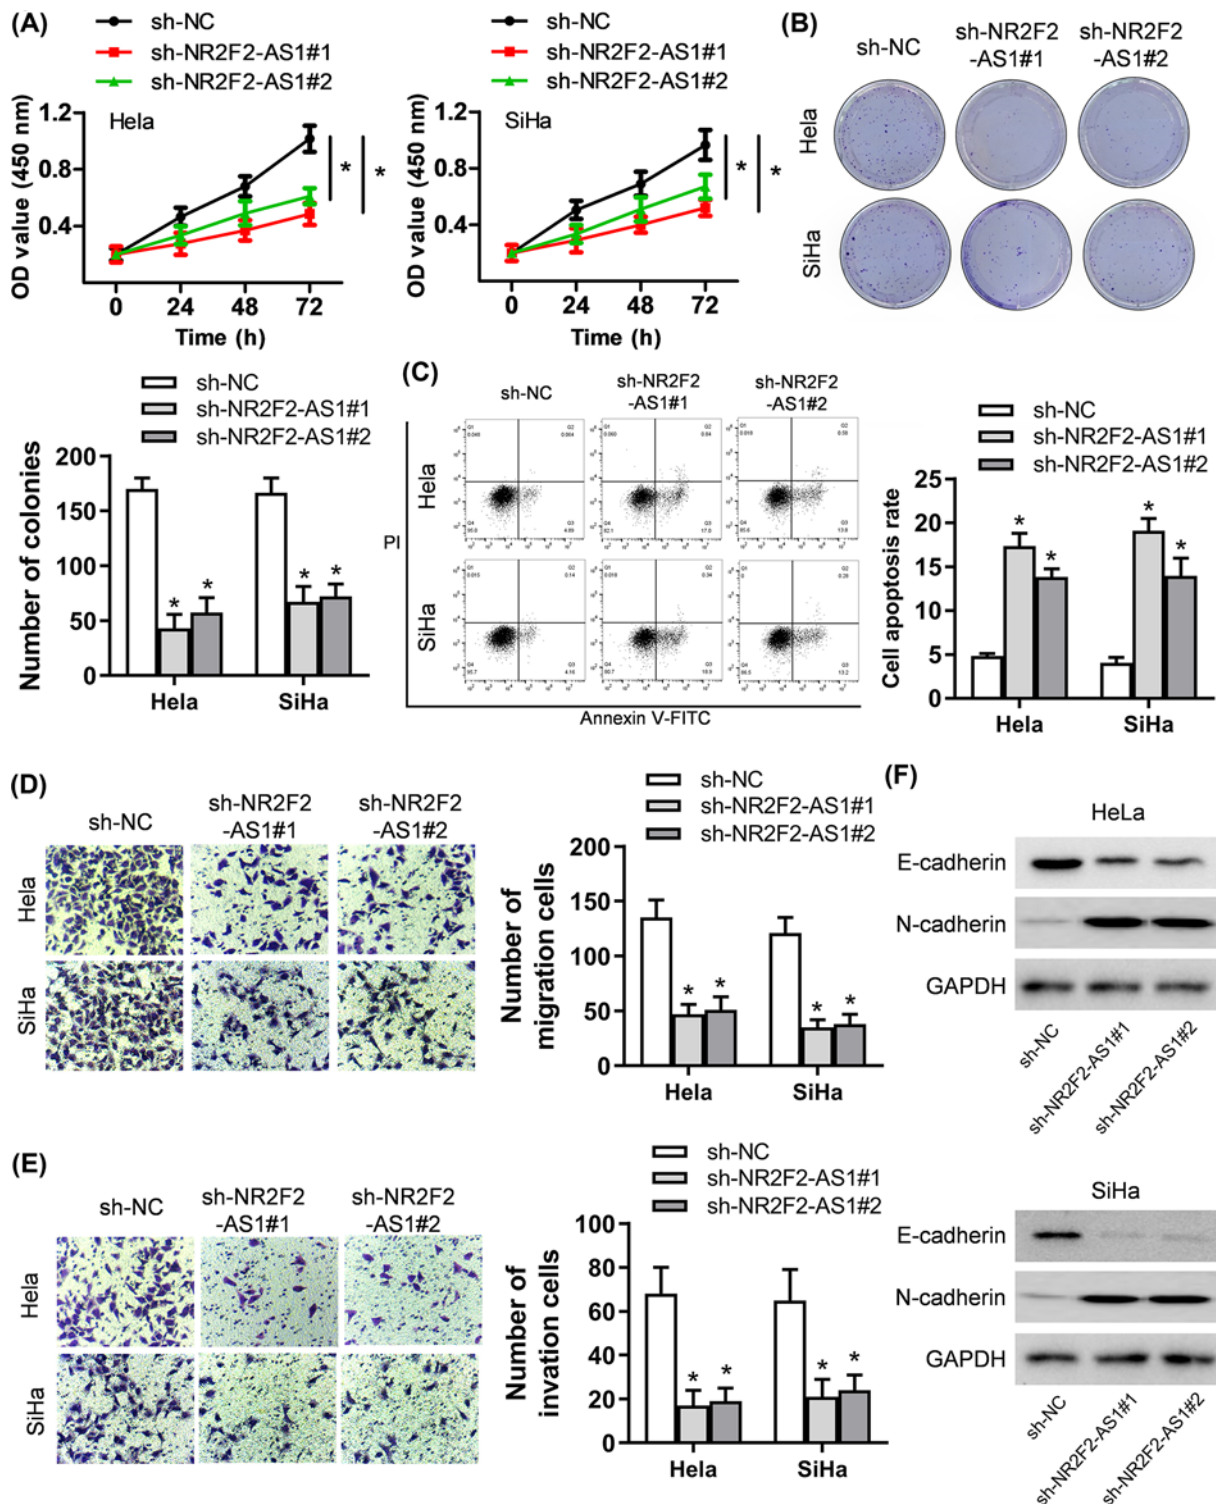 (A)
sh-NC
sh-NR2F2-AS1#1
sh-NR2F2-AS1#2
OD value (450 nm)
1.2
0.8
0.4
Hela
*
*
0
24
48
72
Time (h)
sh-NC
sh-NR2F2-AS1#1
sh-NR2F2-AS1#2
OD value (450 nm)
1.2
0.8
0.4
SiHa
*
*
0
24
48
72
Time (h)
(B)
sh-NC
sh-NR2F2
-AS1#1
sh-NR2F2
-AS1#2
Hela
SiHa
sh-NC
sh-NR2F2-AS1#1
sh-NR2F2-AS1#2
Number of colonies
200
150
100
50
0
*
*
*
*
Hela
SiHa
(C)
sh-NC
sh-NR2F2
-AS1#1
sh-NR2F2
-AS1#2
PI
Hela
SiHa
Annexin V-FITC
sh-NC
sh-NR2F2-AS1#1
sh-NR2F2-AS1#2
Cell apoptosis rate
25
20
15
10
5
0
*
*
*
*
Hela
SiHa
(D)
sh-NC
sh-NR2F2
-AS1#1
sh-NR2F2
-AS1#2
Hela
SiHa
sh-NC
sh-NR2F2-AS1#1
sh-NR2F2-AS1#2
Number of
migration cells
200
150
100
50
0
*
*
*
*
Hela
SiHa
(E)
sh-NC
sh-NR2F2
-AS1#1
sh-NR2F2
-AS1#2
Hela
SiHa
sh-NC
sh-NR2F2-AS1#1
sh-NR2F2-AS1#2
Number of
invation cells
100
80
60
40
20
0
*
*
*
*
Hela
SiHa
(F)
HeLa
E-cadherin
N-cadherin
GAPDH
sh-NC
sh-NR2F2-AS1#1
sh-NR2F2-AS1#2
SiHa
E-cadherin
N-cadherin
GAPDH
sh-NC
sh-NR2F2-AS1#1
sh-NR2F2-AS1#2